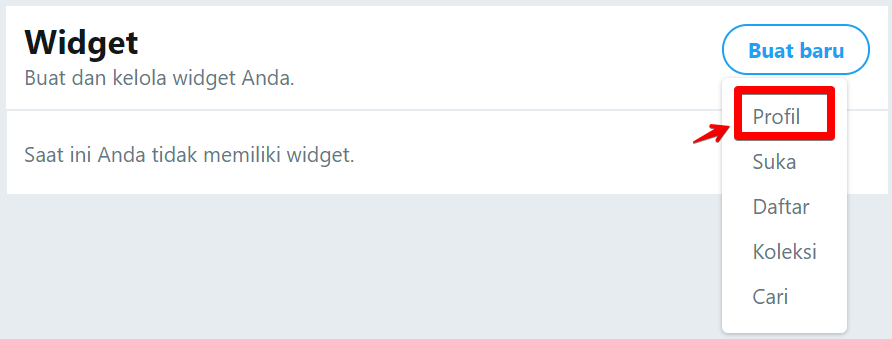 Widget
Buat dan kelola widget Anda.
Buat baru
Profil
Saat ini Anda tidak memiliki widget.
Suka
Daftar
Koleksi
Cari